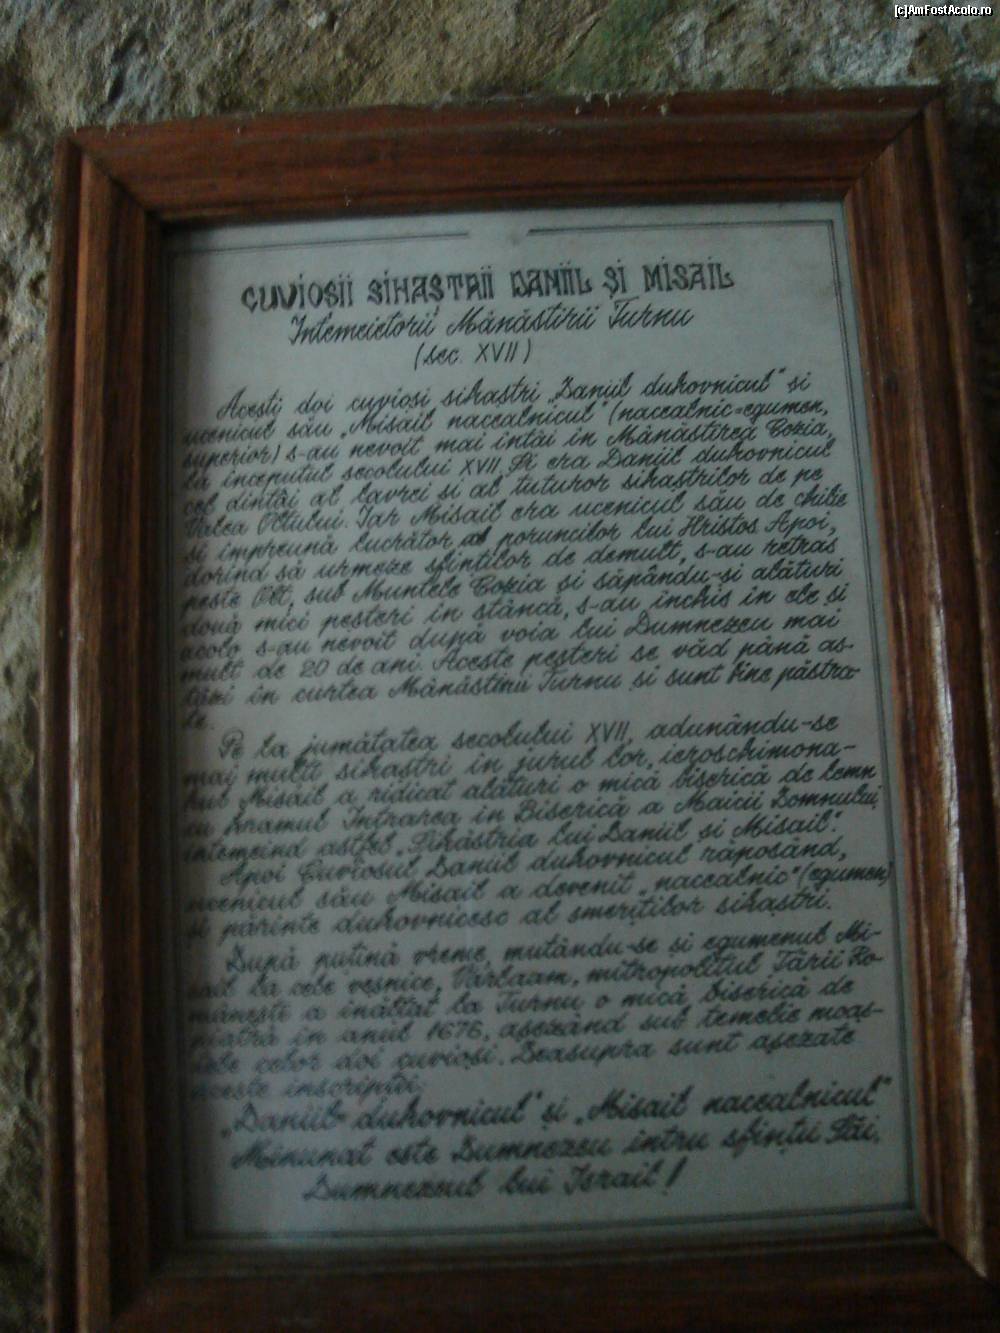 [c]AmFostAcolo.ro
CUVIOȘII SIHASTRII DANIIL ȘI MISAIL
Întemeietorii Mânăstirii Turnu
(sec. XVII)
Acești doi cuvioși sihastri „Daniil duhovnicul" si
ucenicul său „Misail naccealnicul" (naccealnic=egumen,
superior) s-au nevoit mai întâi în Mânăstirea Cozia,
la începutul secolului XVII. Și era Daniil duhovnicul
cel dintâi al lavrei și al tuturor sihastrilor de pe
Valea Oltului. Iar Misail era ucenicul său de chilie
si împreună lucrător al poruncilor lui Hristos Apoi,
dorind să urmeze sfinților de demult, s-au retras
peste Olt, sub Muntele Cozia și săpându-și alături
două mici peșteri în stâncă, s-au închis în ele și
acolo s-au nevoit după voia lui Dumnezeu mai
mult de 20 de ani. Aceste peșteri se văd până as-
tăzi în curtea Mânăstirii Turnu și sunt bine păstra-
te.
Pe la jumătatea secolului XVII, adunându-se
mai mulți sihaștri în jurul lor, ieroschimona-
hul Misail a ridicat alături o mică biserică de lemn
cu hramul Intrarea în Biserică a Maicii Domnului,
întemeind astfel „Sihăstria lui Daniil și Misail".
Apoi Cuviosul Daniil duhovnicul răposând,
ucenicul său Misail a devenit „naccealnic" (egumen)
și părinte duhovnicesc al smeriților sihaștri.
După puțină vreme, mutându-se și egumenul Mi-
sail la cele veșnice, Varlaam, mitropolitul Țării Ro-
mânești a înălțat la Turnu o mică biserică de
piatră în anul 1676, așezând sub temelie moaș-
tele celor doi cuvioși. Deasupra sunt așezate
aceste inscripții:
„Daniil duhovnicul" și „Misail naccealnicul"
Minunat este Dumnezeu întru sfinții Săi,
Dumnezeul lui Israil!